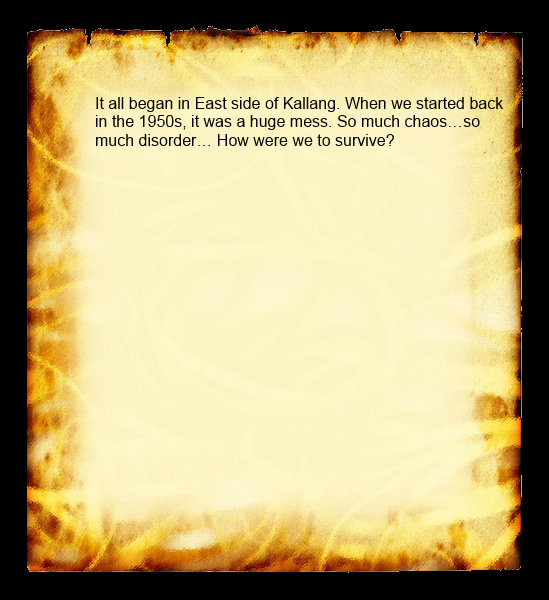 It all began in East side of Kallang. When we started back
in the 1950s, it was a huge mess. So much chaos…so
much disorder… How were we to survive?